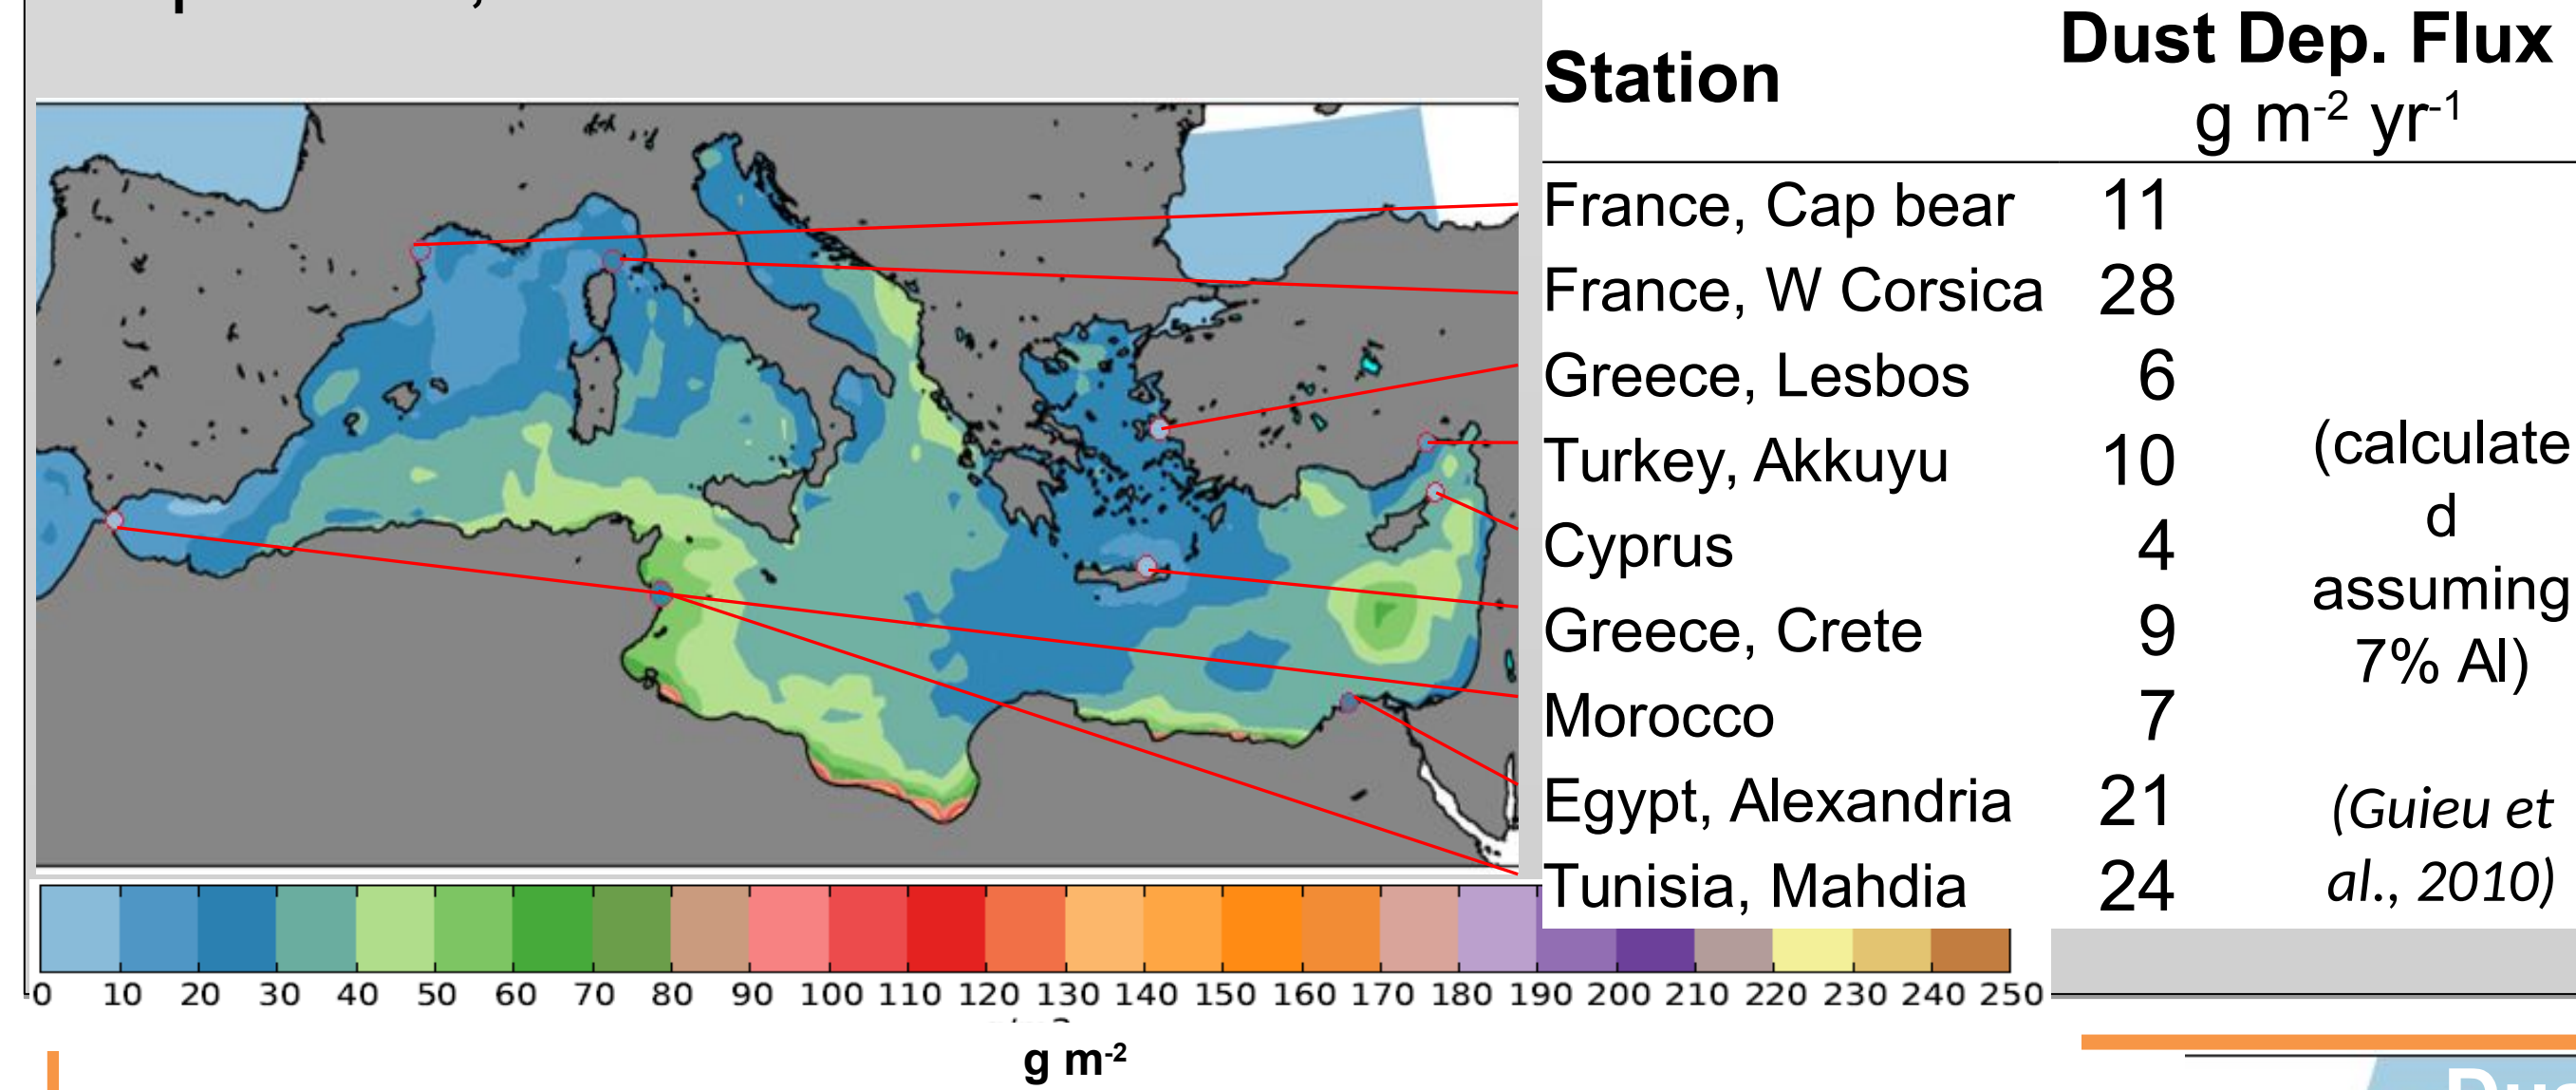 Station
Dust Dep. Flux
g m-2 yr-1
France, Cap bear 11
France, W Corsica 28
Greece, Lesbos 6
Turkey, Akkuyu 10
Cyprus 4
Greece, Crete 9
Morocco 7
Egypt, Alexandria 21
Tunisia, Mahdia 24
(calculate
d
assuming
7% Al)
(Guieu et
al., 2010)
0 10 20 30 40 50 60 70 80 90 100 110 120 130 140 150 160 170 180 190 200 210 220 230 240 250
g m-2